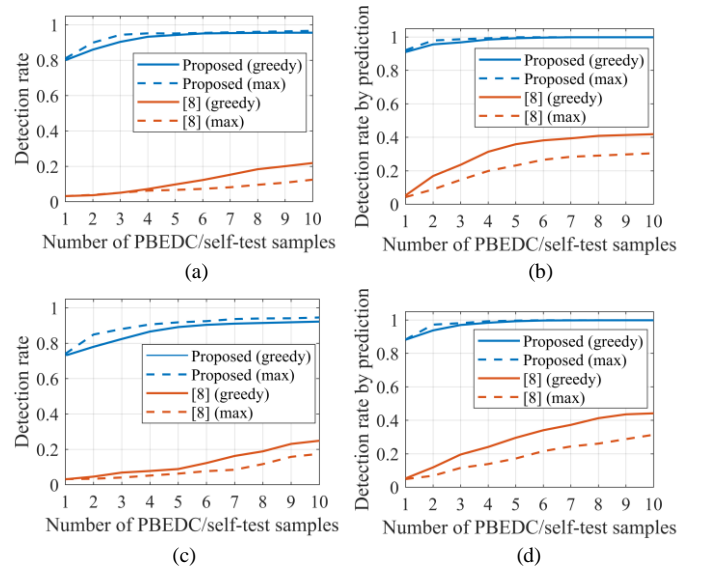 Detection rate
1
0.8
0.6
0.4
0.2
0
Proposed (greedy)
Proposed (max)
[8] (greedy)
[8] (max)
1 2 3 4 5 6 7 8 9 10
Number of PBEDC/self-test samples
(a)
Detection rate by prediction
1
0.8
0.6
0.4
0.2
0
Proposed (greedy)
Proposed (max)
[8] (greedy)
[8] (max)
1 2 3 4 5 6 7 8 9 10
Number of PBEDC/self-test samples
(b)
Detection rate
1
0.8
0.6
0.4
0.2
0
Proposed (greedy)
Proposed (max)
[8] (greedy)
[8] (max)
1 2 3 4 5 6 7 8 9 10
Number of PBEDC/self-test samples
(c)
Detection rate by prediction
1
0.8
0.6
0.4
0.2
0
Proposed (greedy)
Proposed (max)
[8] (greedy)
[8] (max)
1 2 3 4 5 6 7 8 9 10
Number of PBEDC/self-test samples
(d)